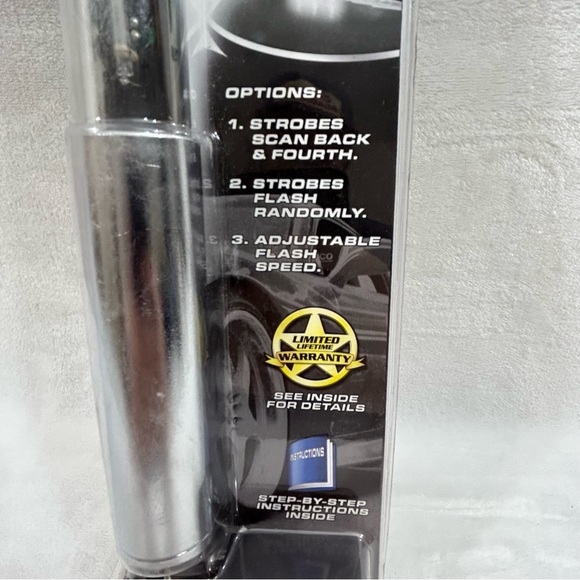 OPTIONS:
1. STROBES
SCAN BACK
& FOURTH.
2. STROBES
FLASH
RANDOMLY.
3. ADJUSTABLE
FLASH
SPEED.
LIMITED
LIFETIME
WARRANTY
SEE INSIDE
FOR DETAILS
INSTRUCTIONS
STEP-BY-STEP
INSTRUCTIONS
INSIDE